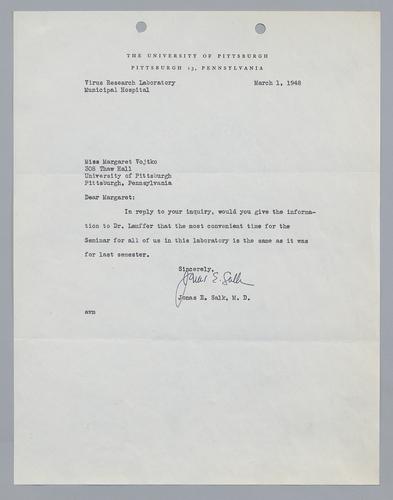 THE UNIVERSITY OF PITTSBURGH
PITTSBURGH 13, PENNSYLVANIA
Virus Research Laboratory March 1, 1948
Municipal Hospital
Miss Margaret Vojtko
308 Thaw Hall
University of Pittsburgh
Pittsburgh, Pennsylvania
Dear Margaret:
In reply to your inquiry, would you give the informa-
tion to Dr. Lauffer that the most convenient time for the
Seminar for all of us in this laboratory is the same as it was
for last semester.
Sincerely,
Jonas E. Salk
Jonas E. Salk, M. D.
avm